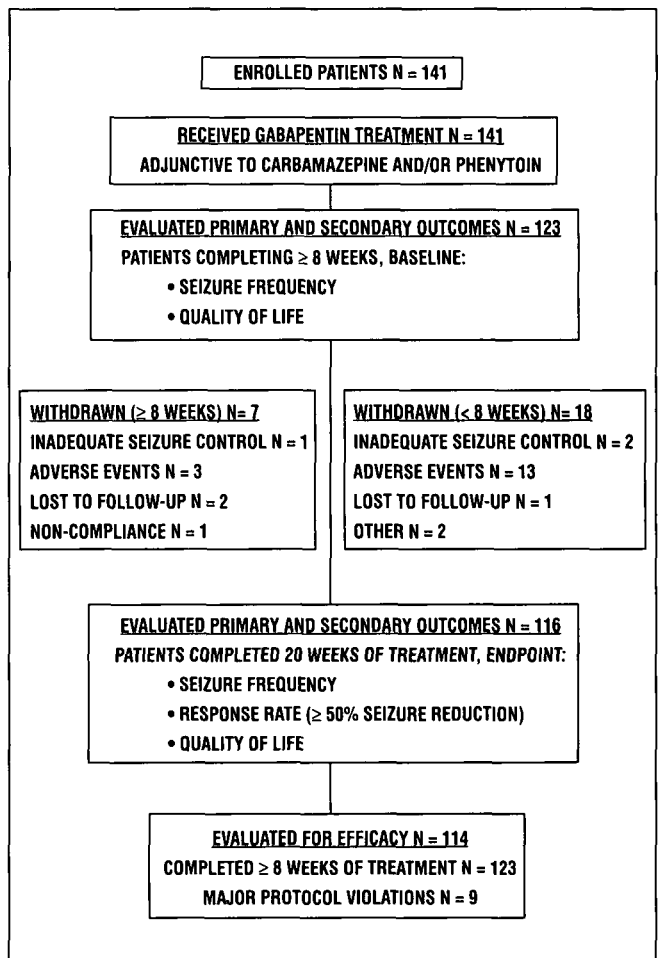 ENROLLED PATIENTS N = 141
RECEIVED GABAPENTIN TREATMENT N = 141
ADJUNCTIVE TO CARBAMAZEPINE AND/OR PHENYTOIN
EVALUATED PRIMARY AND SECONDARY OUTCOMES N = 123
PATIENTS COMPLETING ≥ 8 WEEKS, BASELINE:
• SEIZURE FREQUENCY
• QUALITY OF LIFE
WITHDRAWN (≥ 8 WEEKS) N= 7
INADEQUATE SEIZURE CONTROL N = 1
ADVERSE EVENTS N = 3
LOST TO FOLLOW-UP N = 2
NON-COMPLIANCE N = 1
WITHDRAWN (< 8 WEEKS) N = 18
INADEQUATE SEIZURE CONTROL N = 2
ADVERSE EVENTS N = 13
LOST TO FOLLOW-UP N = 1
OTHER N = 2
EVALUATED PRIMARY AND SECONDARY OUTCOMES N = 116
PATIENTS COMPLETED 20 WEEKS OF TREATMENT, ENDPOINT:
• SEIZURE FREQUENCY
• RESPONSE RATE (≥ 50% SEIZURE REDUCTION)
• QUALITY OF LIFE
EVALUATED FOR EFFICACY N = 114
COMPLETED ≥ 8 WEEKS OF TREATMENT N = 123
MAJOR PROTOCOL VIOLATIONS N = 9